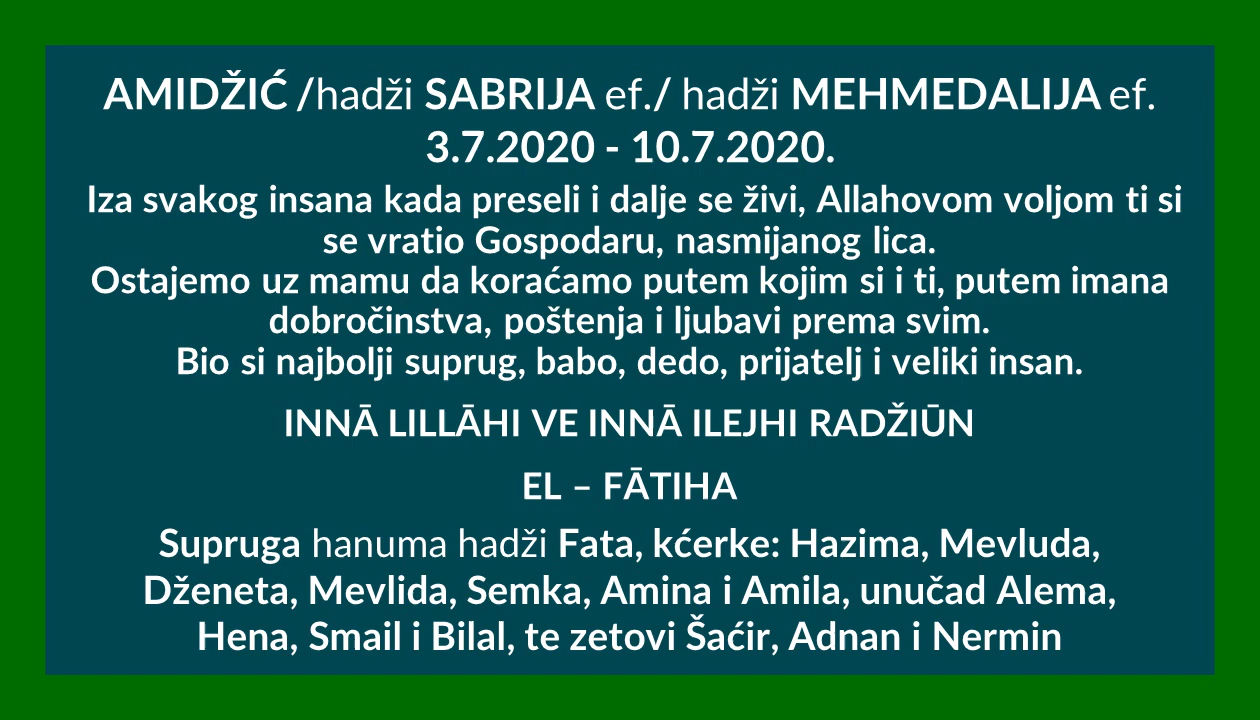 AMIDŽIĆ /hadži SABRIJA ef./ hadži MEHMEDALIJA ef.
3.7.2020 - 10.7.2020.
Iza svakog insana kada preseli i dalje se živi, Allahovom voljom ti si
se vratio Gospodaru, nasmijanog lica.
Ostajemo uz mamu da koraćamo putem kojim si i ti, putem imana
dobročinstva, poštenja i ljubavi prema svim.
Bio si najbolji suprug, babo, dedo, prijatelj i veliki insan.
INNĀ LILLĀHI VE INNĀ ILEJHI RADŽIŪN
EL – FĀTIHA
Supruga hanuma hadži Fata, kćerke: Hazima, Mevluda,
Dženeta, Mevlida, Semka, Amina i Amila, unučad Alema,
Hena, Smail i Bilal, te zetovi Šaćir, Adnan i Nermin